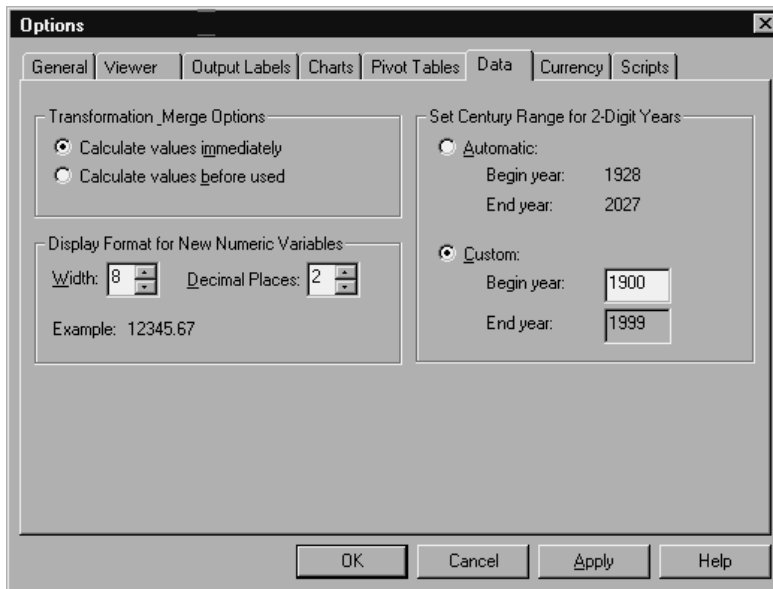 Options
General Viewer Output Labels Charts Pivot Tables Data Currency Scripts
Transformation _Merge Options
Calculate values immediately
Calculate values before used
Display Format for New Numeric Variables
Width: 8 Decimal Places: 2
Example: 12345.67
Set Century Range for 2-Digit Years
Automatic:
Begin year: 1928
End year: 2027
Custom:
Begin year: 1900
End year: 1999
OK Cancel Apply Help